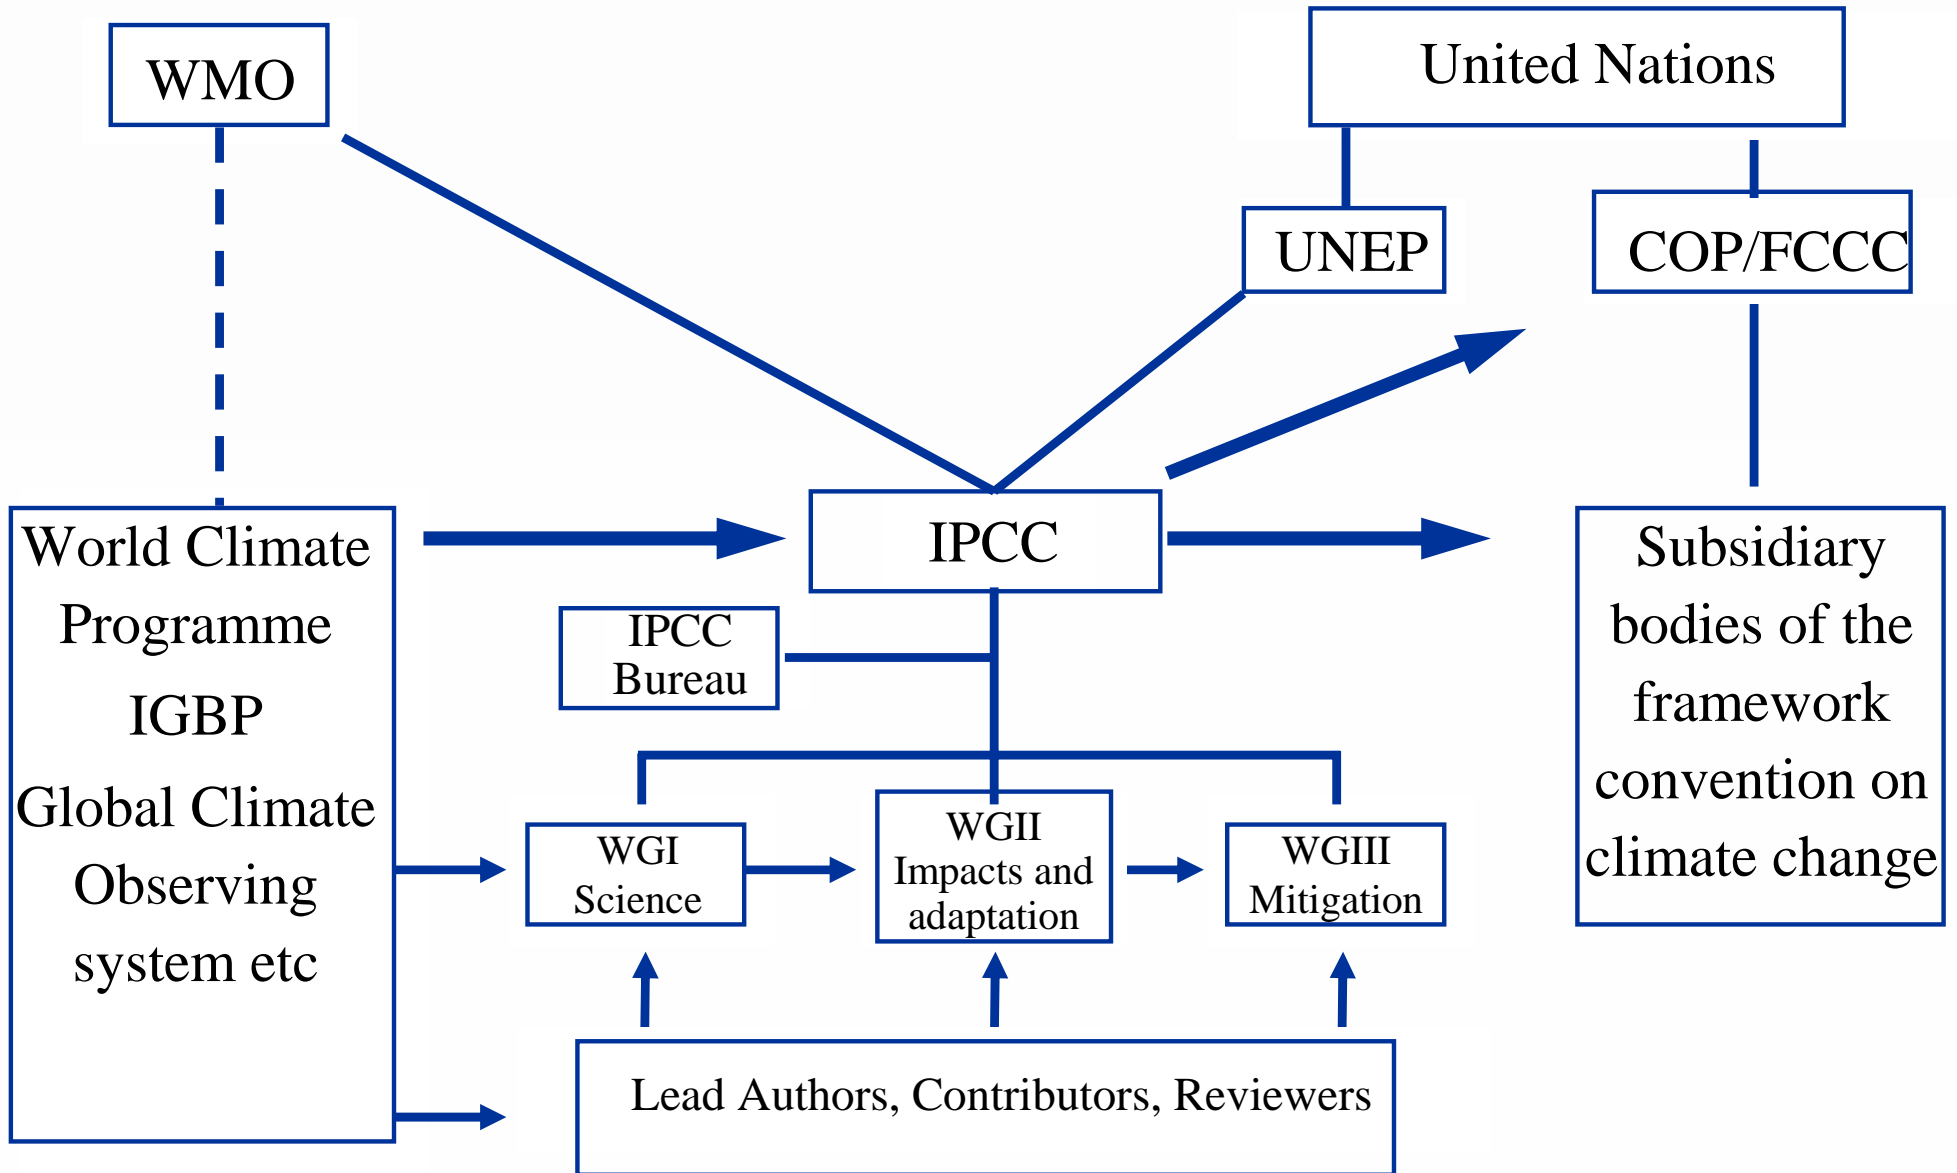 WMO
United Nations
UNEP
COP/FCCC
IPCC
World Climate
Programme
IGBP
Global Climate
Observing
system etc
IPCC
Bureau
WGI
Science
WGII
Impacts and
adaptation
WGIII
Mitigation
Subsidiary
bodies of the
framework
convention on
climate change
Lead Authors, Contributors, Reviewers